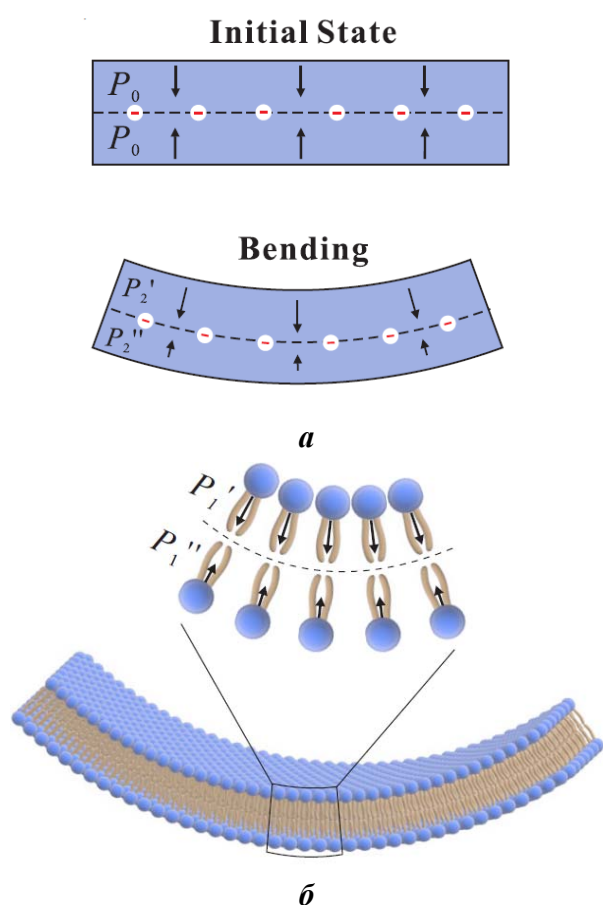 Initial State
P₀
P₀
Bending
P₂'
P₂''
а
P₁'
P₁''
б